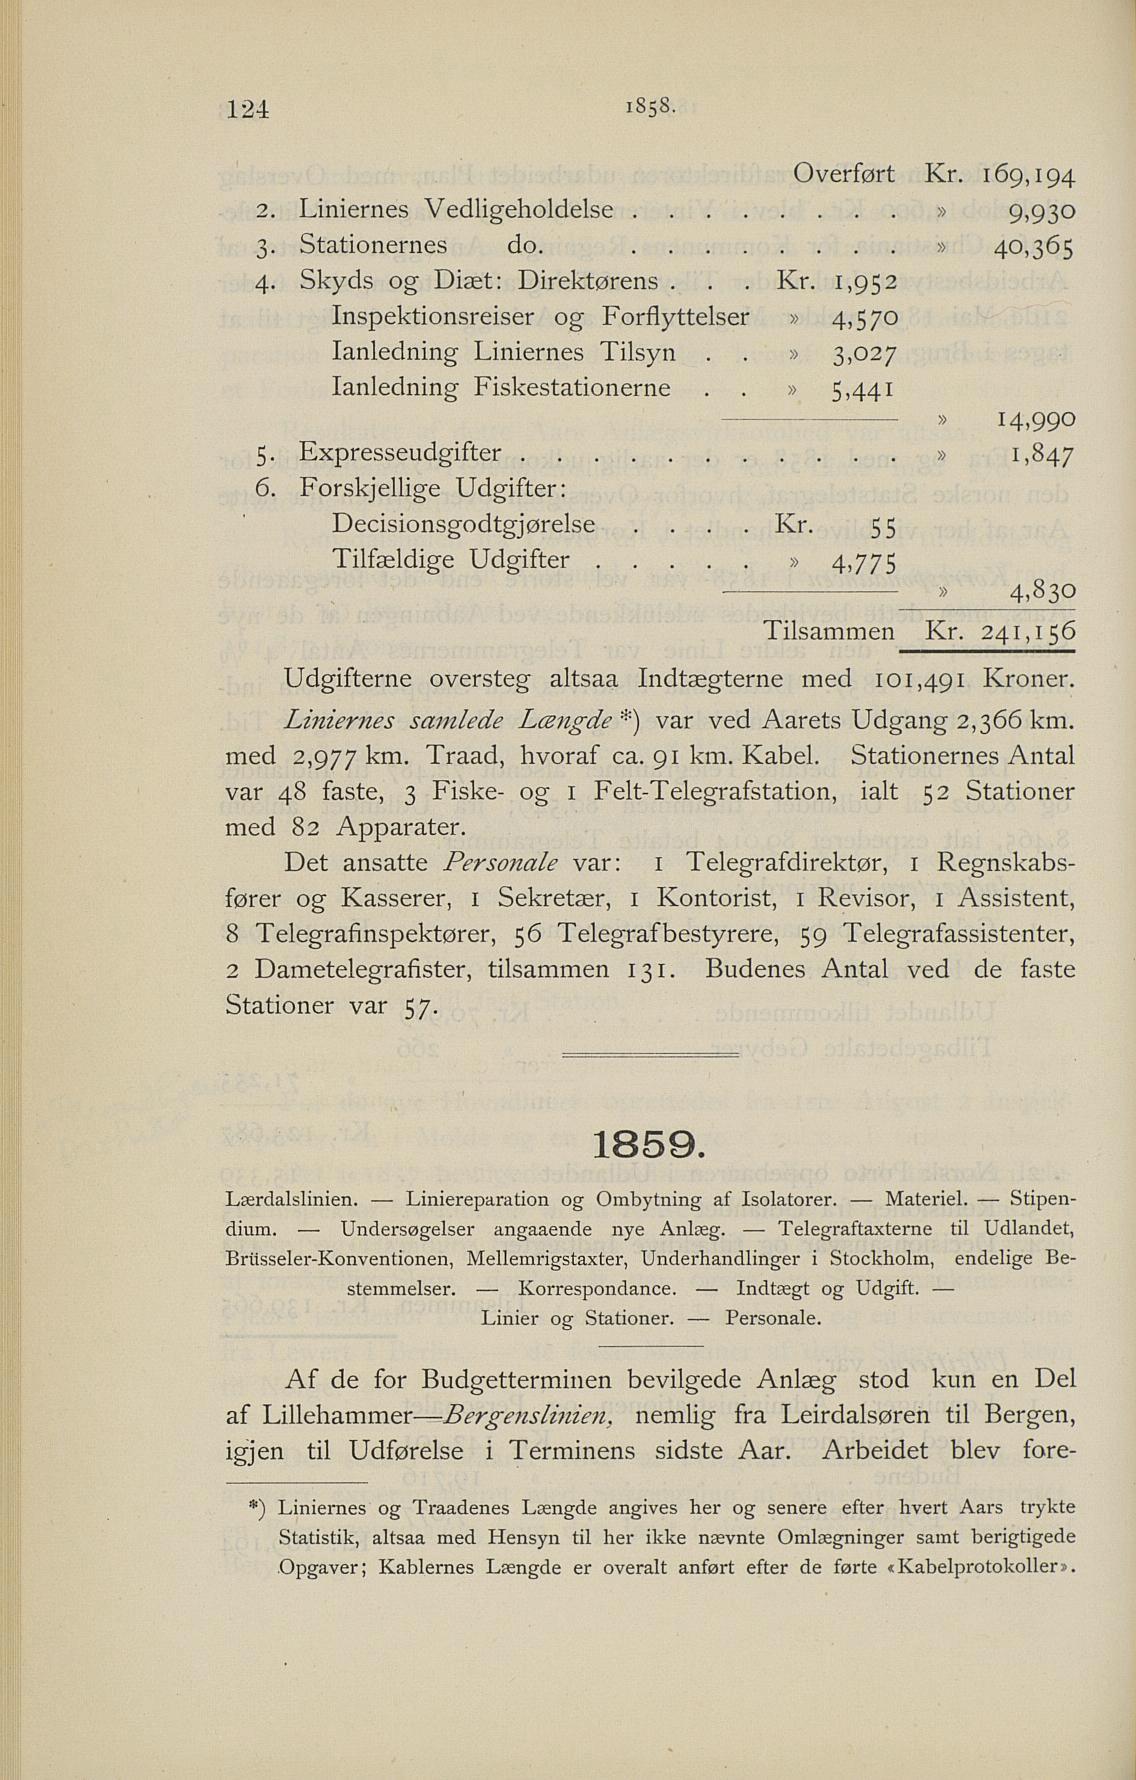 124
1858.
Overført Kr. 169,194
2. Liniernes Vedligeholdelse . . . . . . . . » 9,930
3. Stationernes do. . . . . . . . . » 40,365
4. Skyds og Diæt: Direktørens . . . Kr. 1,952
Inspektionsreiser og Forflyttelser » 4,570
Ianledning Liniernes Tilsyn . . » 3,027
Ianledning Fiskestationerne . . » 5,441
» 14,990
5. Expresseudgifter . . . . . . . . . . . » 1,847
6. Forskjellige Udgifter:
Decisionsgodtgjørelse . . . . Kr. 55
Tilfældige Udgifter . . . . . » 4,775
» 4,830
Tilsammen Kr. 241,156
Udgifterne oversteg altsaa Indtægterne med 101,491 Kroner.
Liniernes samlede Længde *) var ved Aarets Udgang 2,366 km.
med 2,977 km. Traad, hvoraf ca. 91 km. Kabel. Stationernes Antal
var 48 faste, 3 Fiske- og 1 Felt-Telegrafstation, ialt 52 Stationer
med 82 Apparater.
Det ansatte Personale var: 1 Telegrafdirektør, 1 Regnskabs-
fører og Kasserer, 1 Sekretær, 1 Kontorist, 1 Revisor, 1 Assistent,
8 Telegrafinspektører, 56 Telegrafbestyrere, 59 Telegrafassistenter,
2 Dametelegrafister, tilsammen 131. Budenes Antal ved de faste
Stationer var 57.
1859.
Lærdalslinien. — Liniereparation og Ombytning af Isolatorer. — Materiel. — Stipen-
dium. — Undersøgelser angaaende nye Anlæg. — Telegraftaxterne til Udlandet,
Brüsseler-Konventionen, Mellemrigstaxter, Underhandlinger i Stockholm, endelige Be-
stemmelser. — Korrespondance. — Indtægt og Udgift. —
Linier og Stationer. — Personale.
Af de for Budgetterminen bevilgede Anlæg stod kun en Del
af Lillehammer—Bergenslinien, nemlig fra Leirdalsøren til Bergen,
igjen til Udførelse i Terminens sidste Aar. Arbeidet blev fore-
*) Liniernes og Traadenes Længde angives her og senere efter hvert Aars trykte
Statistik, altsaa med Hensyn til her ikke nævnte Omlægninger samt berigtigede
Opgaver; Kablernes Længde er overalt anført efter de førte «Kabelprotokoller».